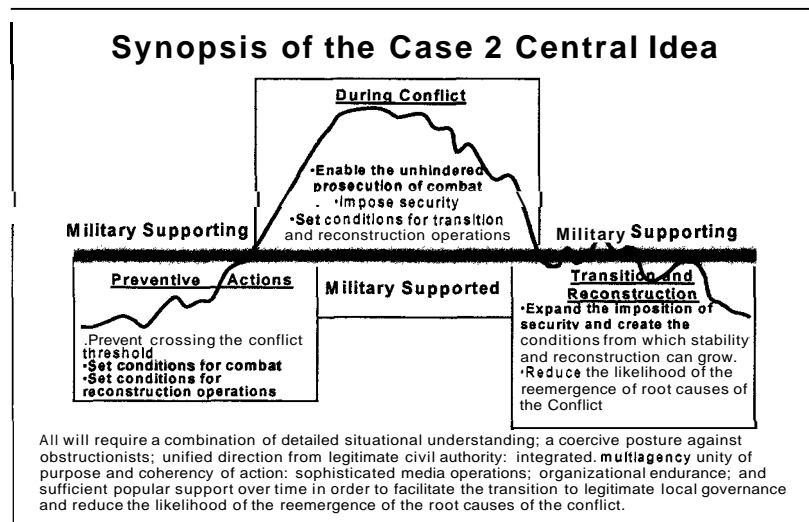 Synopsis of the Case 2 Central Idea
During Conflict
•Enable the unhindered
prosecution of combat
•Impose security
•Set conditions for transition
and reconstruction operations
Military Supporting
Military Supporting
Preventive Actions
.Prevent crossing the conflict
threshold
•Set conditions for combat
•Set conditions for
reconstruction operations
Military Supported
Transition and
Reconstruction
•Expand the imposition of
security and create the
conditions from which stability
and reconstruction can grow.
•Reduce the likelihood of the
reemergence of root causes of
the Conflict
All will require a combination of detailed situational understanding; a coercive posture against
obstructionists; unified direction from legitimate civil authority: integrated. multiagency unity of
purpose and coherency of action: sophisticated media operations; organizational endurance; and
sufficient popular support over time in order to facilitate the transition to legitimate local governance
and reduce the likelihood of the reemergence of the root causes of the conflict.